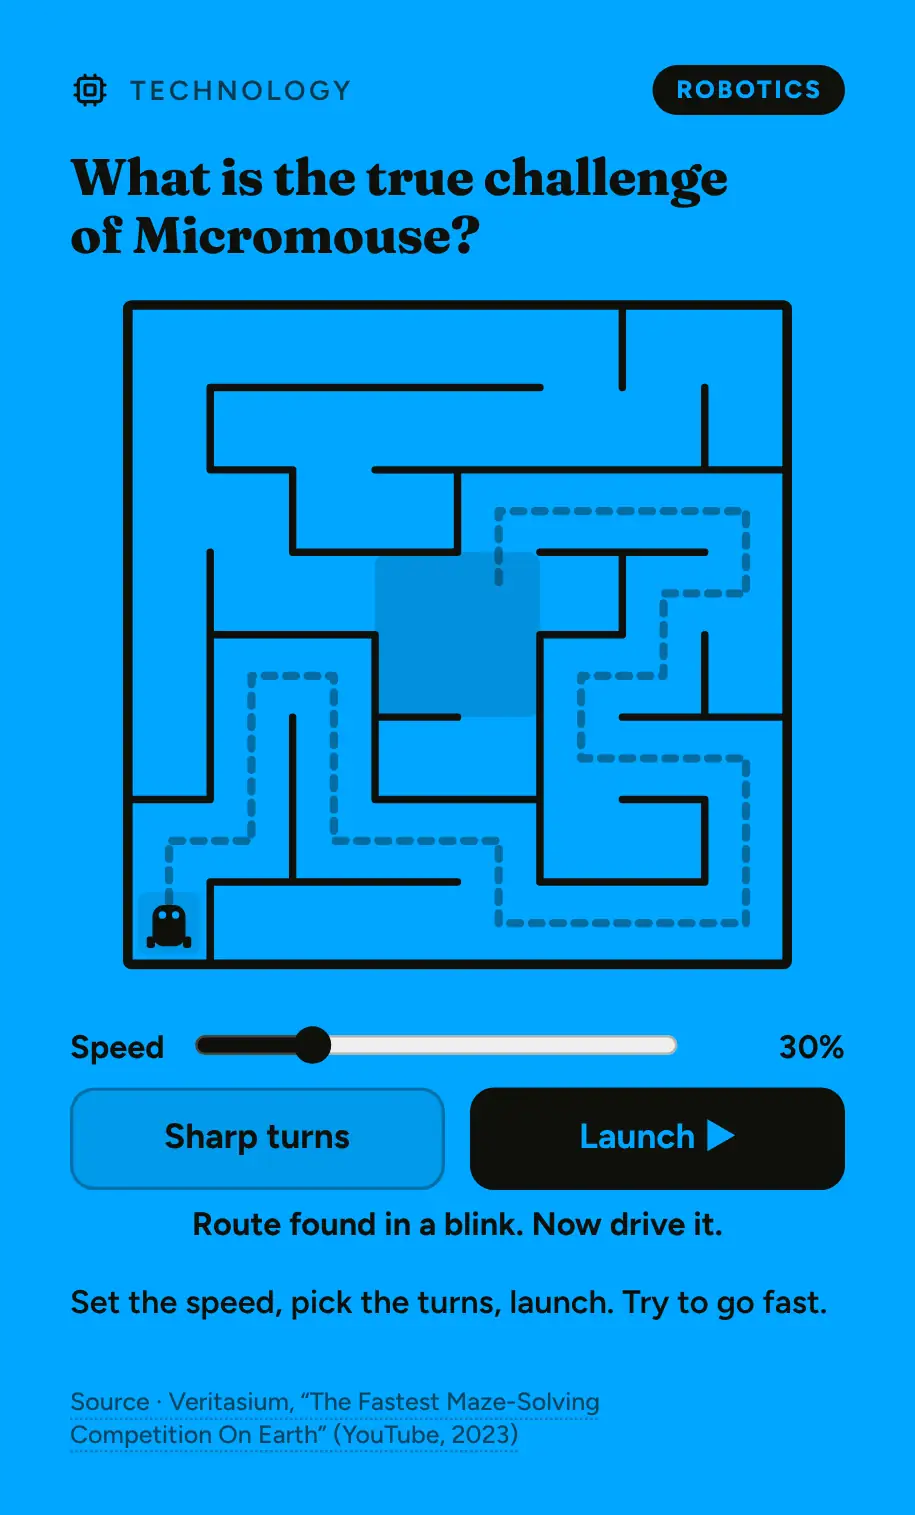 TECHNOLOGY
ROBOTICS
What is the true challenge
of Micromouse?
Speed
30%
Sharp turns
Launch ▶
Route found in a blink. Now drive it.
Set the speed, pick the turns, launch. Try to go fast.
Source · Veritasium, “The Fastest Maze-Solving
Competition On Earth” (YouTube, 2023)